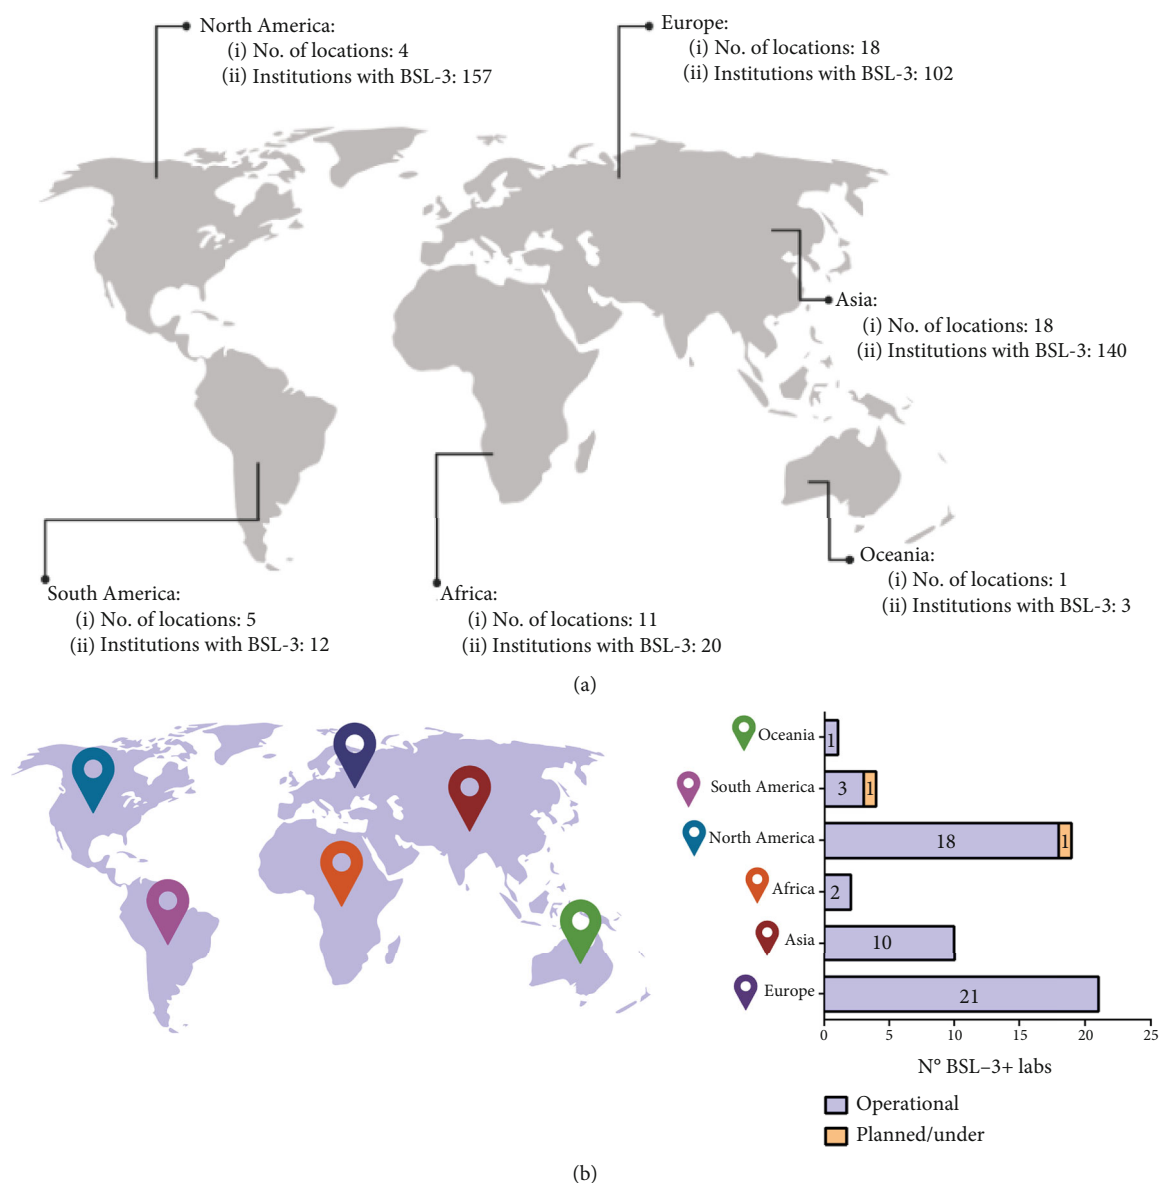 North America:
(i) No. of locations: 4
(ii) Institutions with BSL-3: 157
Europe:
(i) No. of locations: 18
(ii) Institutions with BSL-3: 102
Asia:
(i) No. of locations: 18
(ii) Institutions with BSL-3: 140
Oceania:
(i) No. of locations: 1
(ii) Institutions with BSL-3: 3
South America:
(i) No. of locations: 5
(ii) Institutions with BSL-3: 12
Africa:
(i) No. of locations: 11
(ii) Institutions with BSL-3: 20
(a)
Oceania 1
South America 3 1
North America 18 1
Africa 2
Asia 10
Europe 21
0 5 10 15 20 25
N° BSL–3+ labs
Operational
Planned/under
(b)